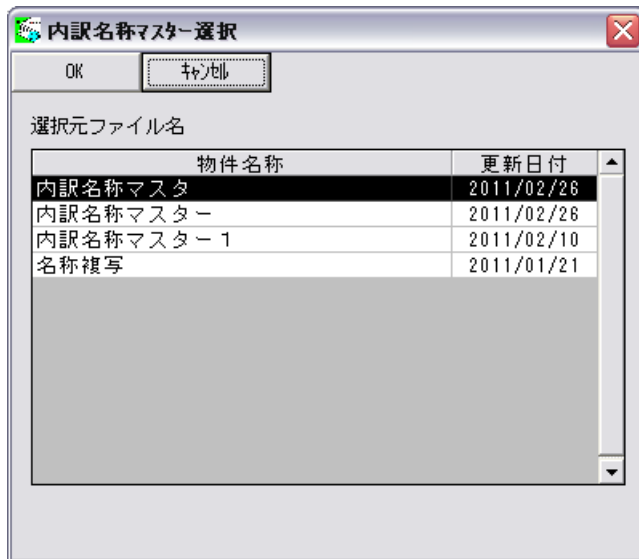 内訳名称マスター選択
OK ｷｬﾝｾﾙ
選択元ファイル名
物件名称 更新日付
内訳名称マスタ 2011/02/26
内訳名称マスター 2011/02/26
内訳名称マスター１ 2011/02/10
名称複写 2011/01/21